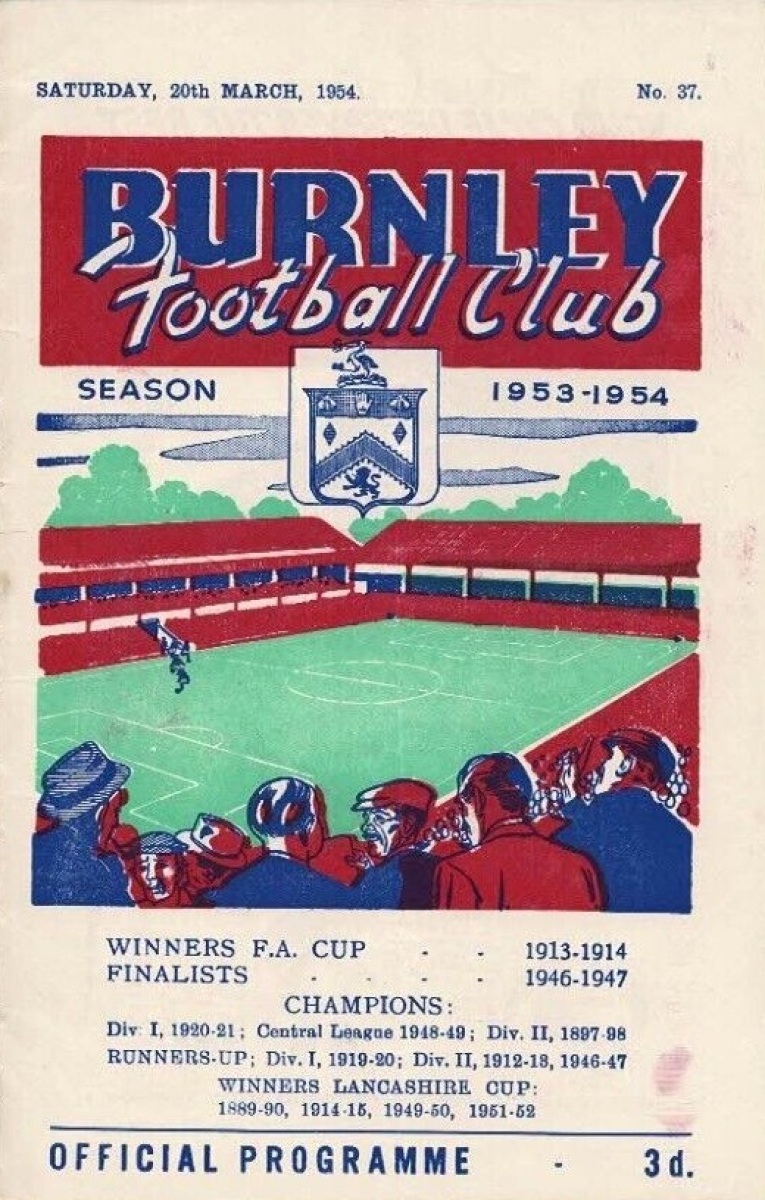 SATURDAY, 20th MARCH, 1954. No. 37.
BURNLEY
Football Club
SEASON 1953-1954
WINNERS F.A. CUP - - 1913-1914
FINALISTS - - - - 1946-1947
CHAMPIONS:
Div. I, 1920-21; Central League 1948-49; Div. II, 1897-98
RUNNERS-UP; Div. I, 1919-20; Div. II, 1912-13, 1946-47
WINNERS LANCASHIRE CUP:
1889-90, 1914-15, 1949-50, 1951-52
OFFICIAL PROGRAMME - 3d.